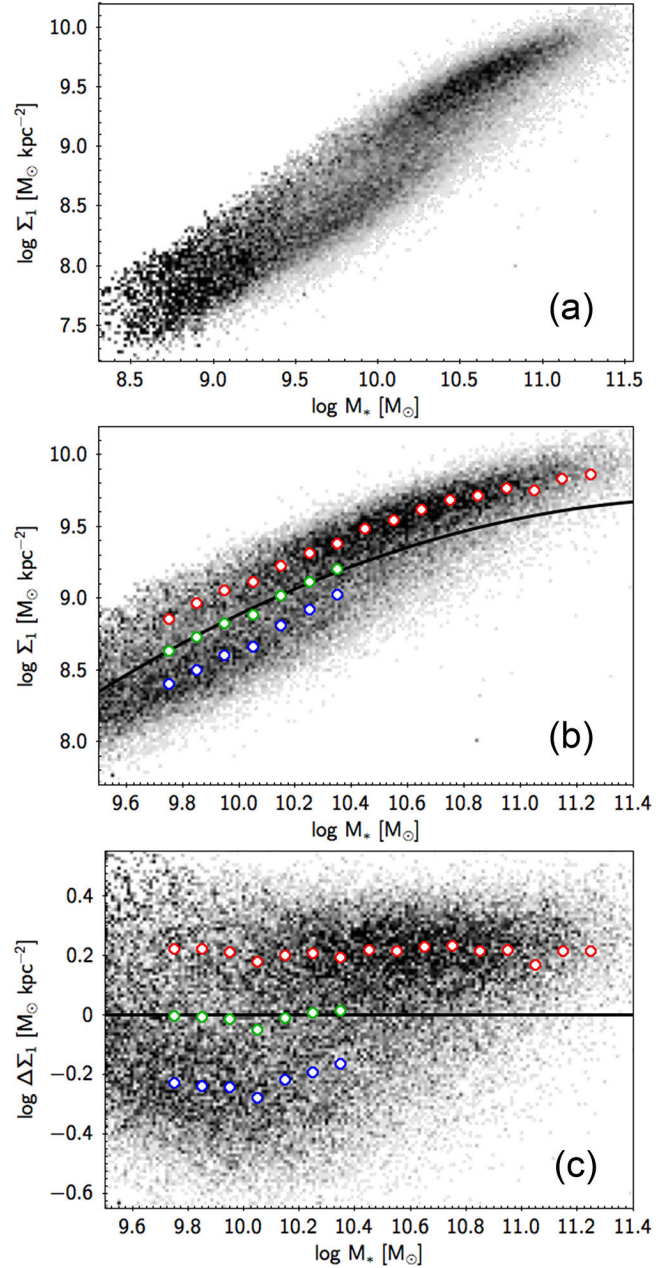 10.0
9.5
9.0
8.5
8.0
7.5
log Σ₁ [M⊙ kpc⁻²]
(a)
8.5 9.0 9.5 10.0 10.5 11.0 11.5
log M* [M⊙]
10.0
9.5
9.0
8.5
8.0
log Σ₁ [M⊙ kpc⁻²]
(b)
9.6 9.8 10.0 10.2 10.4 10.6 10.8 11.0 11.2 11.4
log M* [M⊙]
0.4
0.2
0
-0.2
-0.4
-0.6
log ΔΣ₁ [M⊙ kpc⁻²]
(c)
9.6 9.8 10.0 10.2 10.4 10.6 10.8 11.0 11.2 11.4
log M* [M⊙]